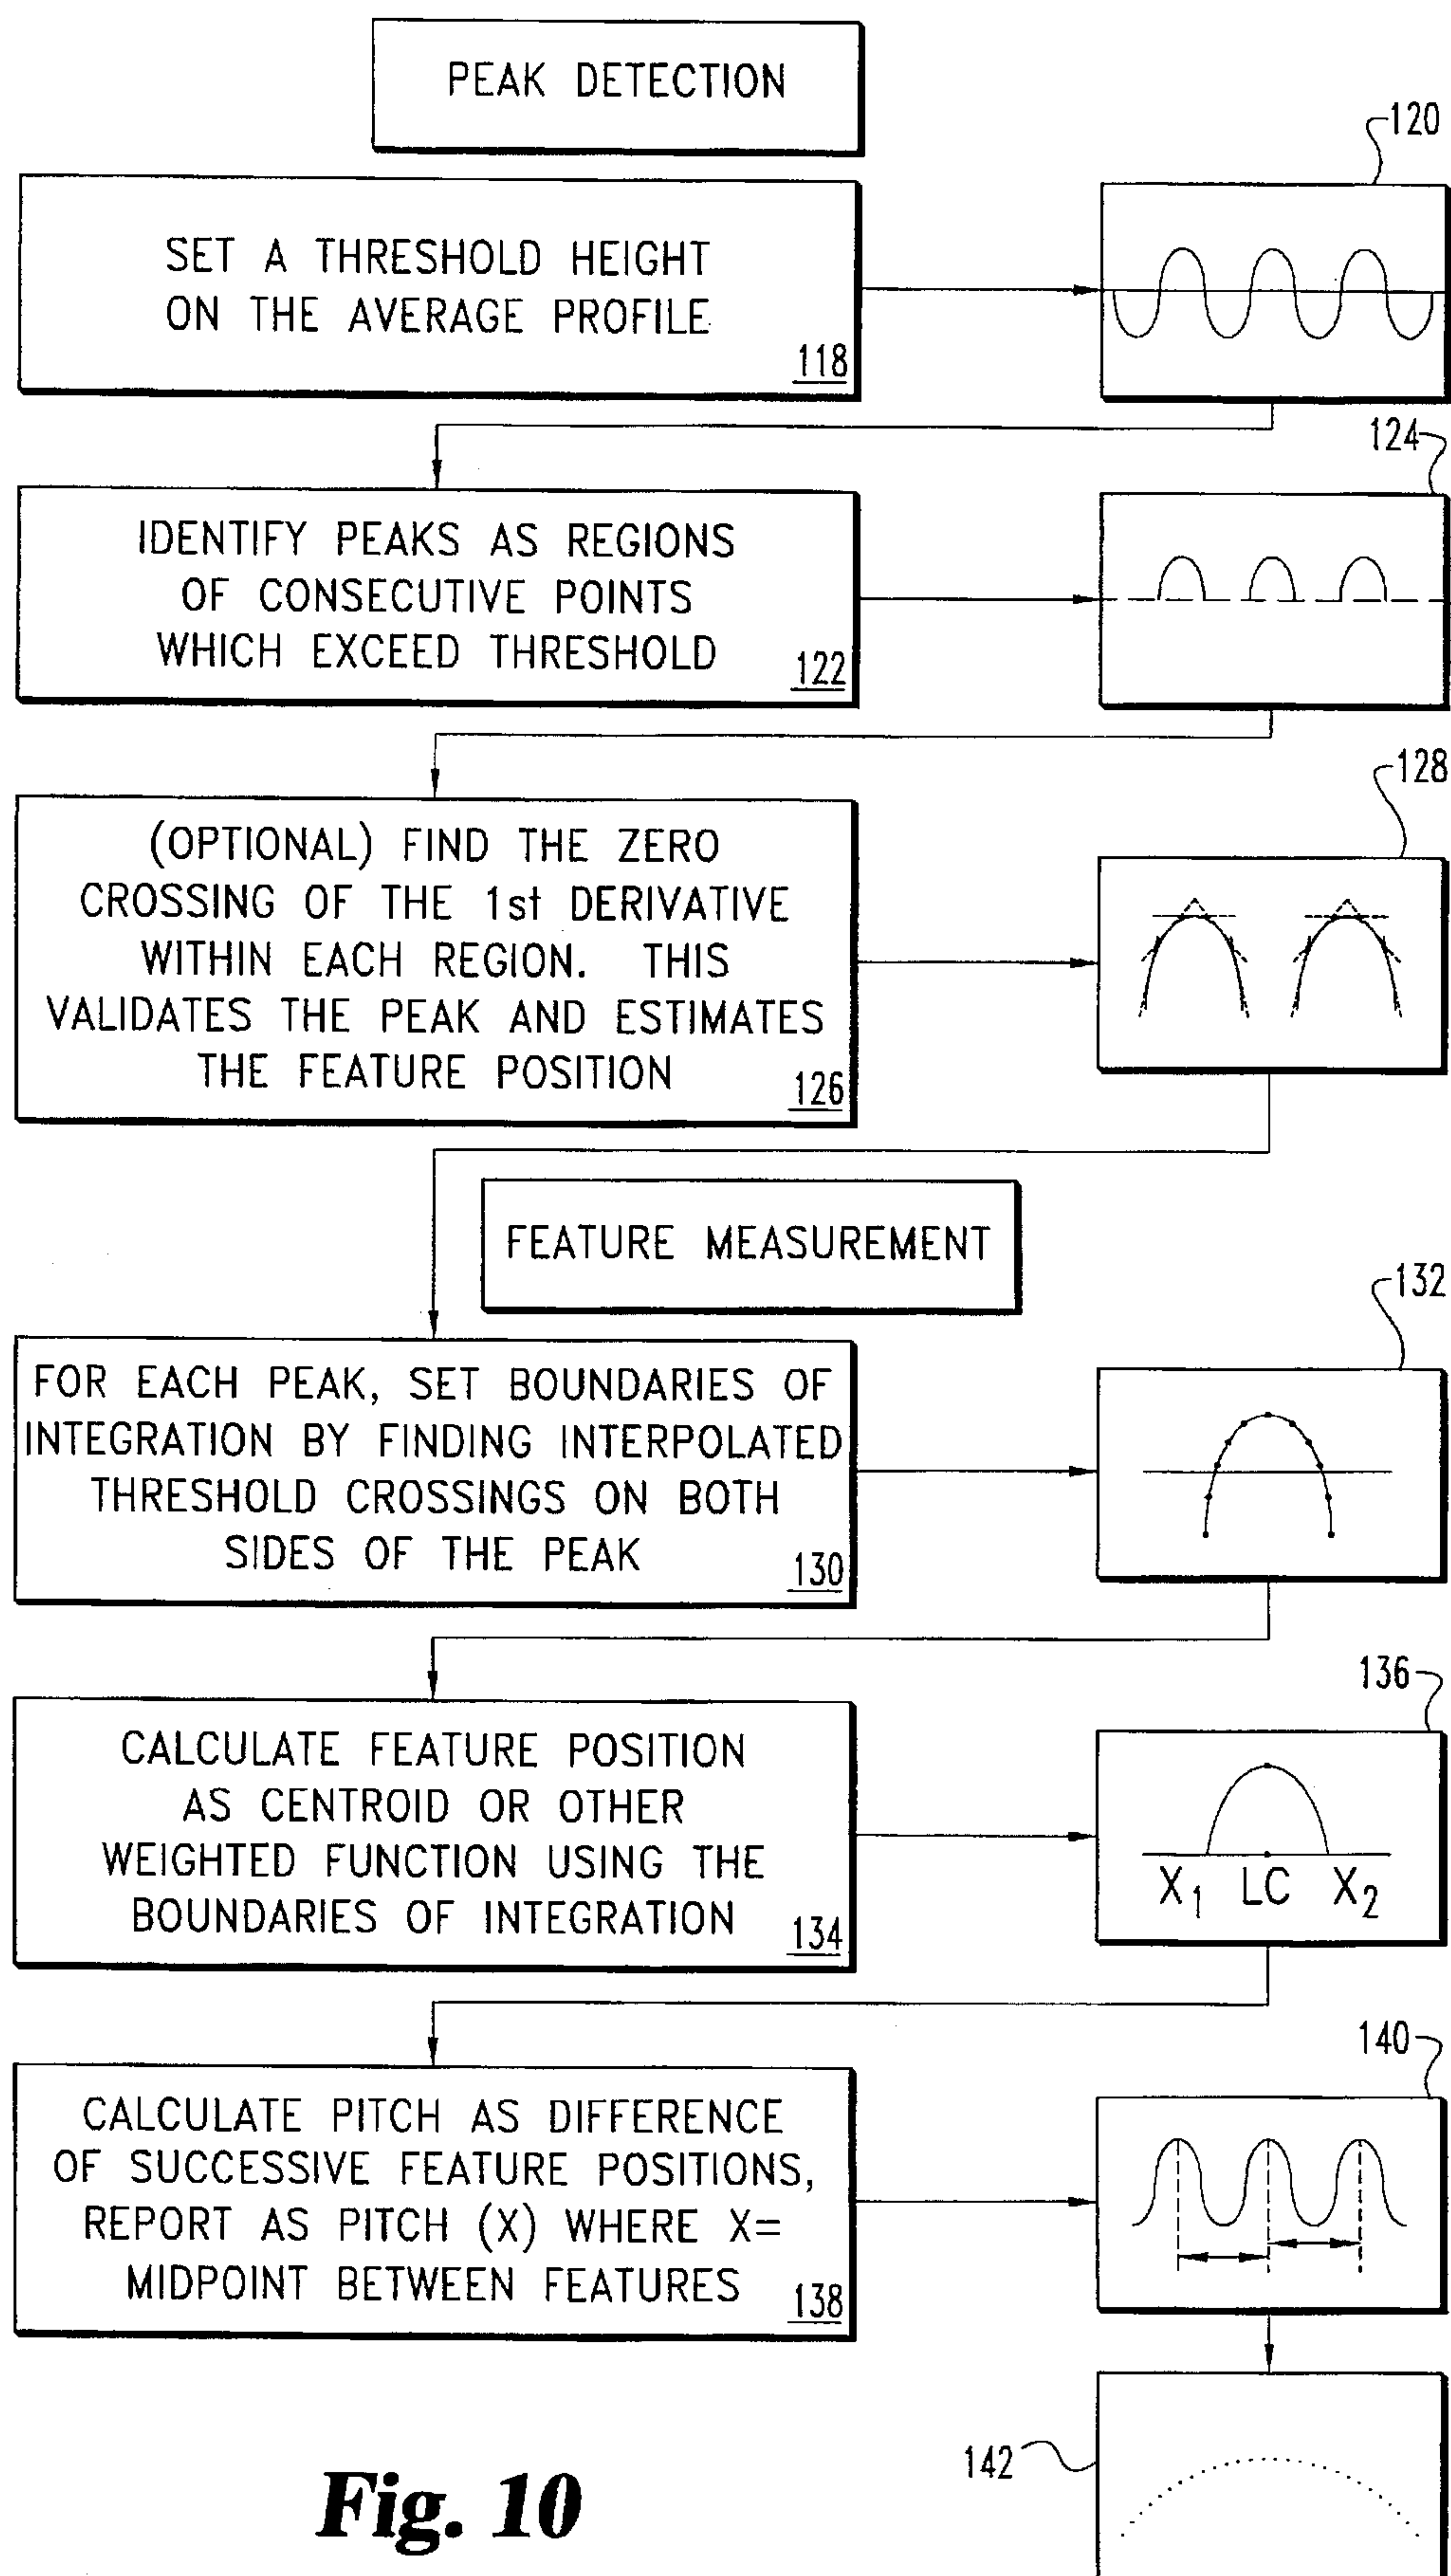 PEAK DETECTION
120
SET A THRESHOLD HEIGHT
ON THE AVERAGE PROFILE
118
124
IDENTIFY PEAKS AS REGIONS
OF CONSECUTIVE POINTS
WHICH EXCEED THRESHOLD
122
128
(OPTIONAL) FIND THE ZERO
CROSSING OF THE 1st DERIVATIVE
WITHIN EACH REGION. THIS
VALIDATES THE PEAK AND ESTIMATES
THE FEATURE POSITION
126
FEATURE MEASUREMENT
132
FOR EACH PEAK, SET BOUNDARIES OF
INTEGRATION BY FINDING INTERPOLATED
THRESHOLD CROSSINGS ON BOTH
SIDES OF THE PEAK
130
136
CALCULATE FEATURE POSITION
AS CENTROID OR OTHER
WEIGHTED FUNCTION USING THE
BOUNDARIES OF INTEGRATION
134
X1 LC X2
140
CALCULATE PITCH AS DIFFERENCE
OF SUCCESSIVE FEATURE POSITIONS,
REPORT AS PITCH (X) WHERE X=
MIDPOINT BETWEEN FEATURES
138
142
Fig. 10